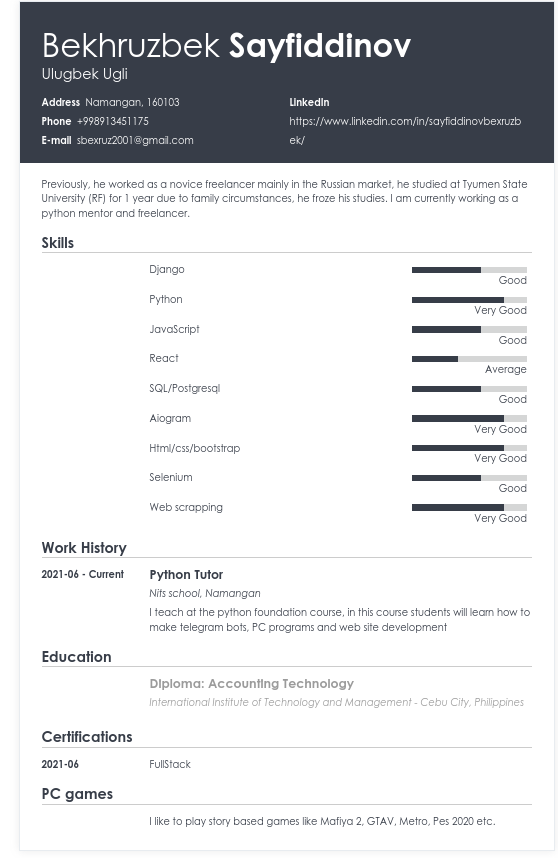 Bekhruzbek Sayfiddinov
Ulugbek Ugli
Address Namangan, 160103
Phone +998913451175
E-mail sbexruz2001@gmail.com
LinkedIn
https://www.linkedin.com/in/sayfiddinovbexruzb
ek/
Previously, he worked as a novice freelancer mainly in the Russian market, he studied at Tyumen State
University (RF) for 1 year due to family circumstances, he froze his studies. I am currently working as a
python mentor and freelancer.
Skills
Django
Good
Python
Very Good
JavaScript
Good
React
Average
SQL/Postgresql
Good
Aiogram
Very Good
Html/css/bootstrap
Very Good
Selenium
Good
Web scrapping
Very Good
Work History
2021-06 - Current Python Tutor
Nits school, Namangan
I teach at the python foundation course, in this course students will learn how to
make telegram bots, PC programs and web site development
Education
Diploma: Accounting Technology
International Institute of Technology and Management - Cebu City, Philippines
Certifications
2021-06 FullStack
PC games
I like to play story based games like Mafiya 2, GTAV, Metro, Pes 2020 etc.